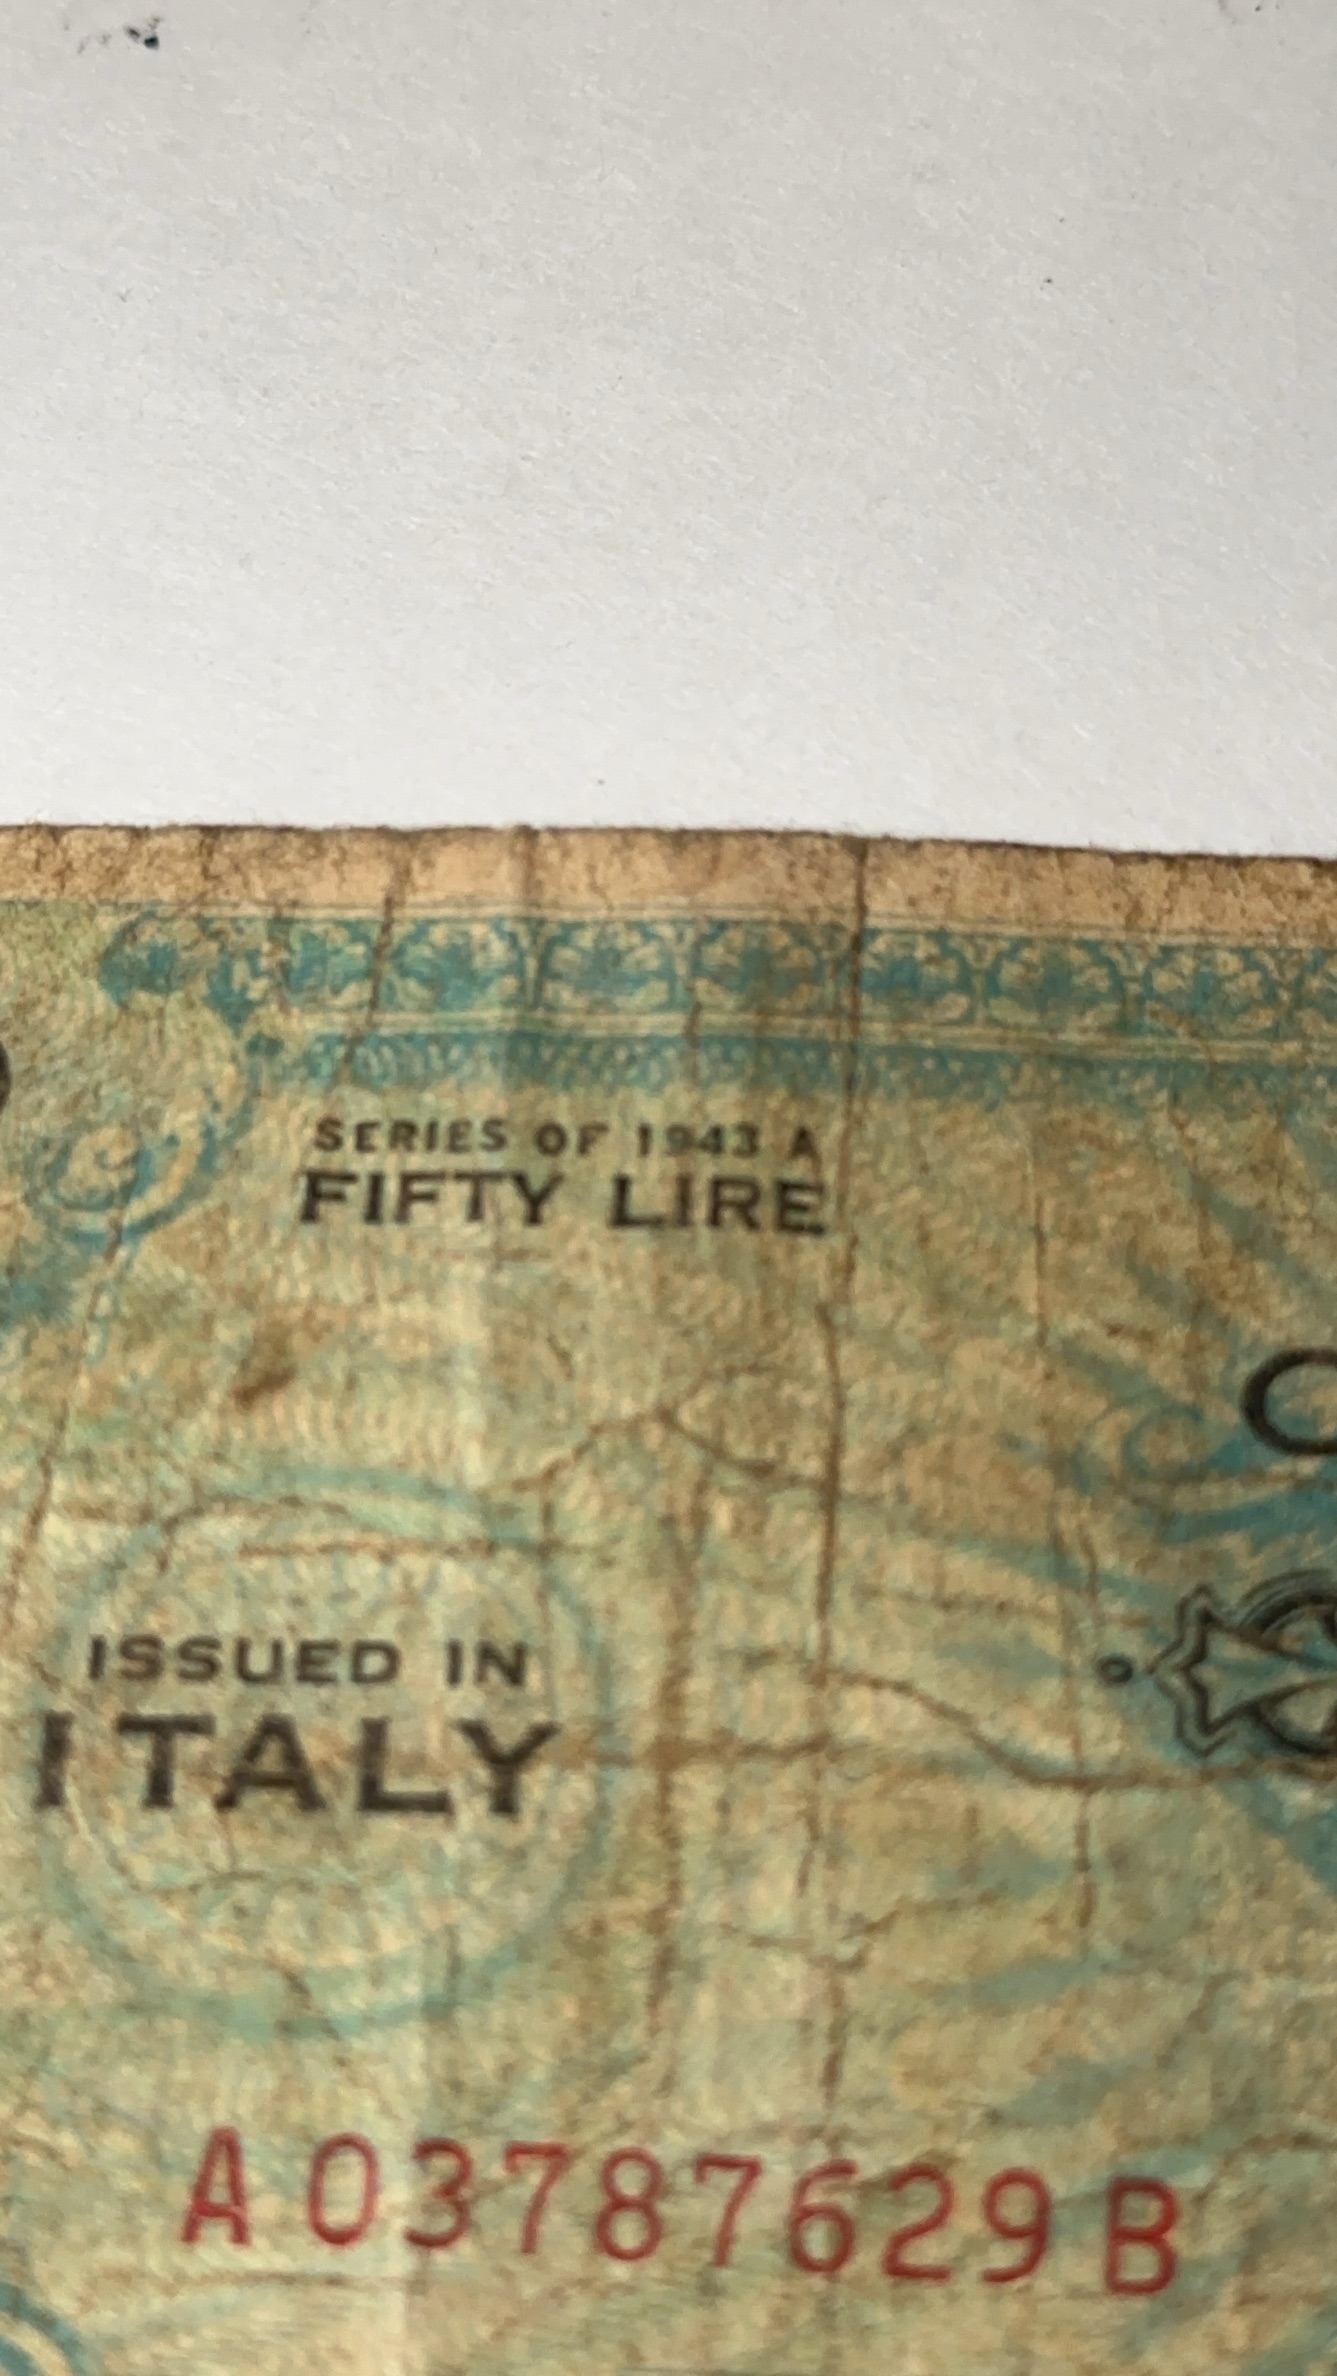 SERIES OF 1943 A
FIFTY LIRE
ISSUED IN
ITALY
A03787629B